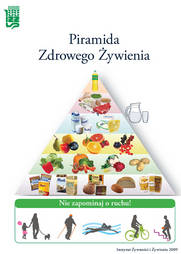 Piramida
Zdrowego Żywienia
Nie zapominaj o ruchu!
Instytut Żywności i Żywienia 2009